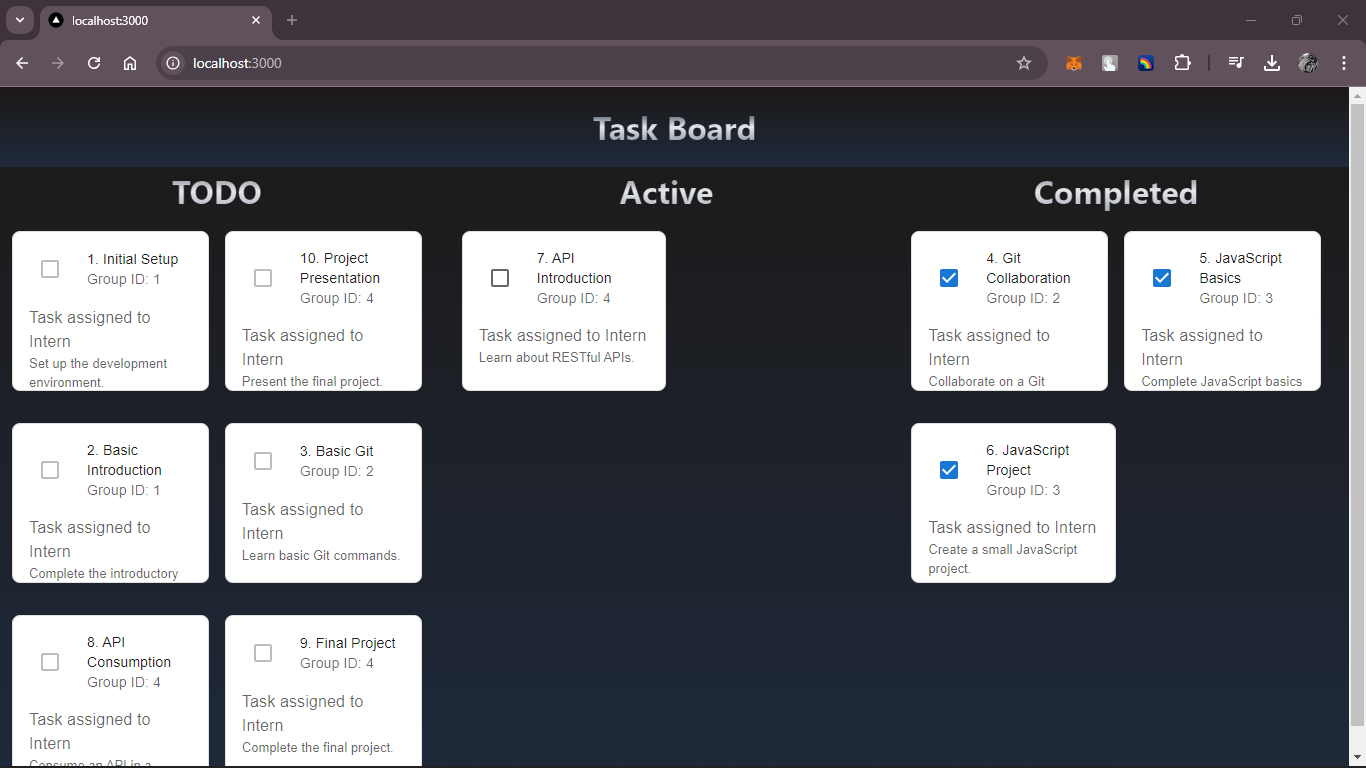 localhost:3000
localhost:3000
Task Board
TODO
1. Initial Setup
Group ID: 1
Task assigned to
Intern
Set up the development
environment.
10. Project
Presentation
Group ID: 4
Task assigned to
Intern
Present the final project.
2. Basic
Introduction
Group ID: 1
Task assigned to
Intern
Complete the introductory
3. Basic Git
Group ID: 2
Task assigned to
Intern
Learn basic Git commands.
8. API
Consumption
Group ID: 4
Task assigned to
Intern
Consume an API in a
9. Final Project
Group ID: 4
Task assigned to
Intern
Complete the final project.
Active
7. API
Introduction
Group ID: 4
Task assigned to Intern
Learn about RESTful APIs.
Completed
4. Git
Collaboration
Group ID: 2
Task assigned to
Intern
Collaborate on a Git
5. JavaScript
Basics
Group ID: 3
Task assigned to
Intern
Complete JavaScript basics
6. JavaScript
Project
Group ID: 3
Task assigned to Intern
Create a small JavaScript
project.